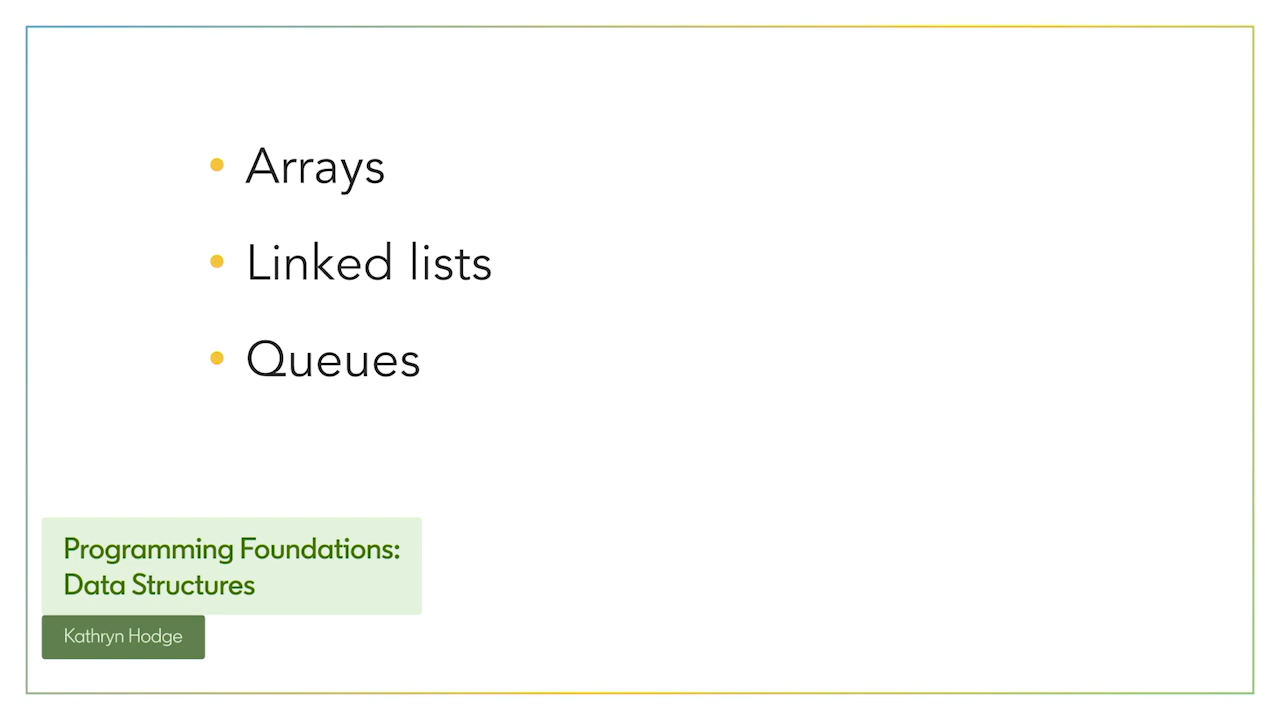 • Arrays
• Linked lists
• Queues
Programming Foundations:
Data Structures
Kathryn Hodge